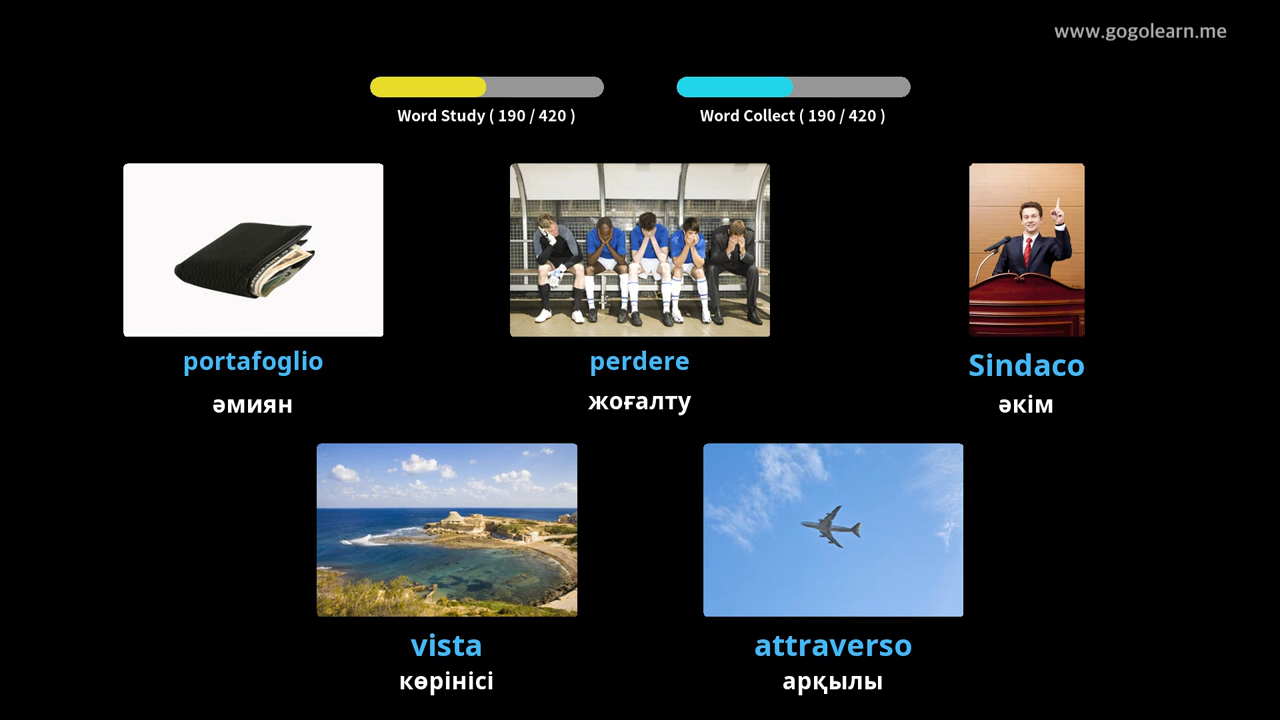 www.gogolearn.me
Word Study ( 190 / 420 )
Word Collect ( 190 / 420 )
portafoglio
әмиян
perdere
жоғалту
Sindaco
әкім
vista
көрінісі
attraverso
арқылы